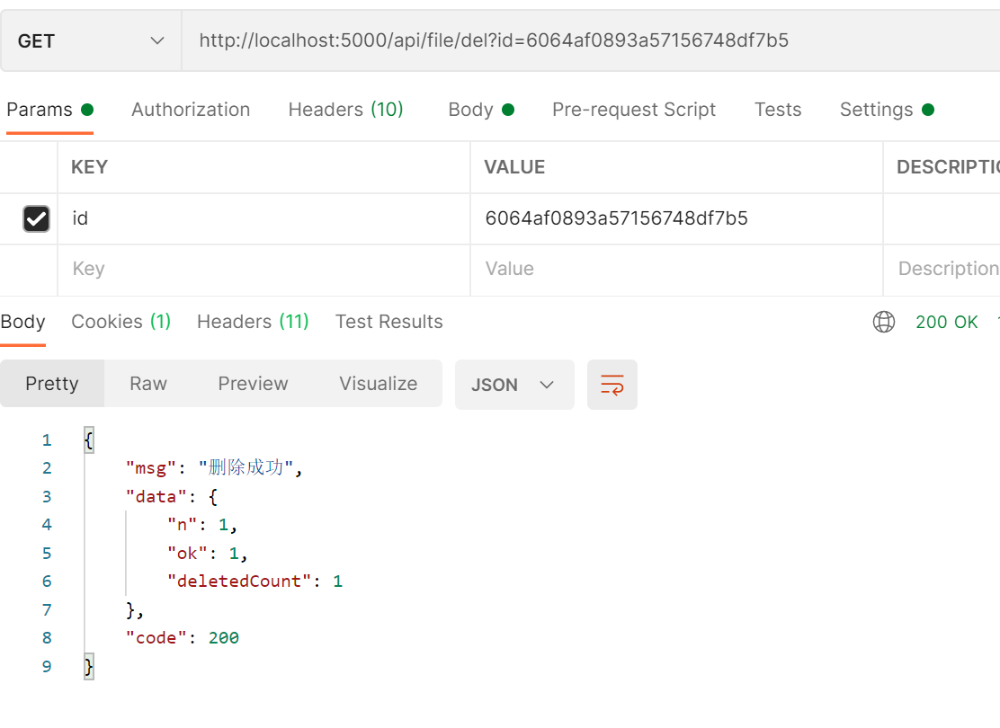 GET http://localhost:5000/api/file/del?id=6064af0893a57156748df7b5
Params Authorization Headers (10) Body Pre-request Script Tests Settings
KEY VALUE DESCRIPTIO
id 6064af0893a57156748df7b5
Key Value Description
Body Cookies (1) Headers (11) Test Results 200 OK
Pretty Raw Preview Visualize JSON
1 {
2 "msg": "删除成功",
3 "data": {
4 "n": 1,
5 "ok": 1,
6 "deletedCount": 1
7 },
8 "code": 200
9 }